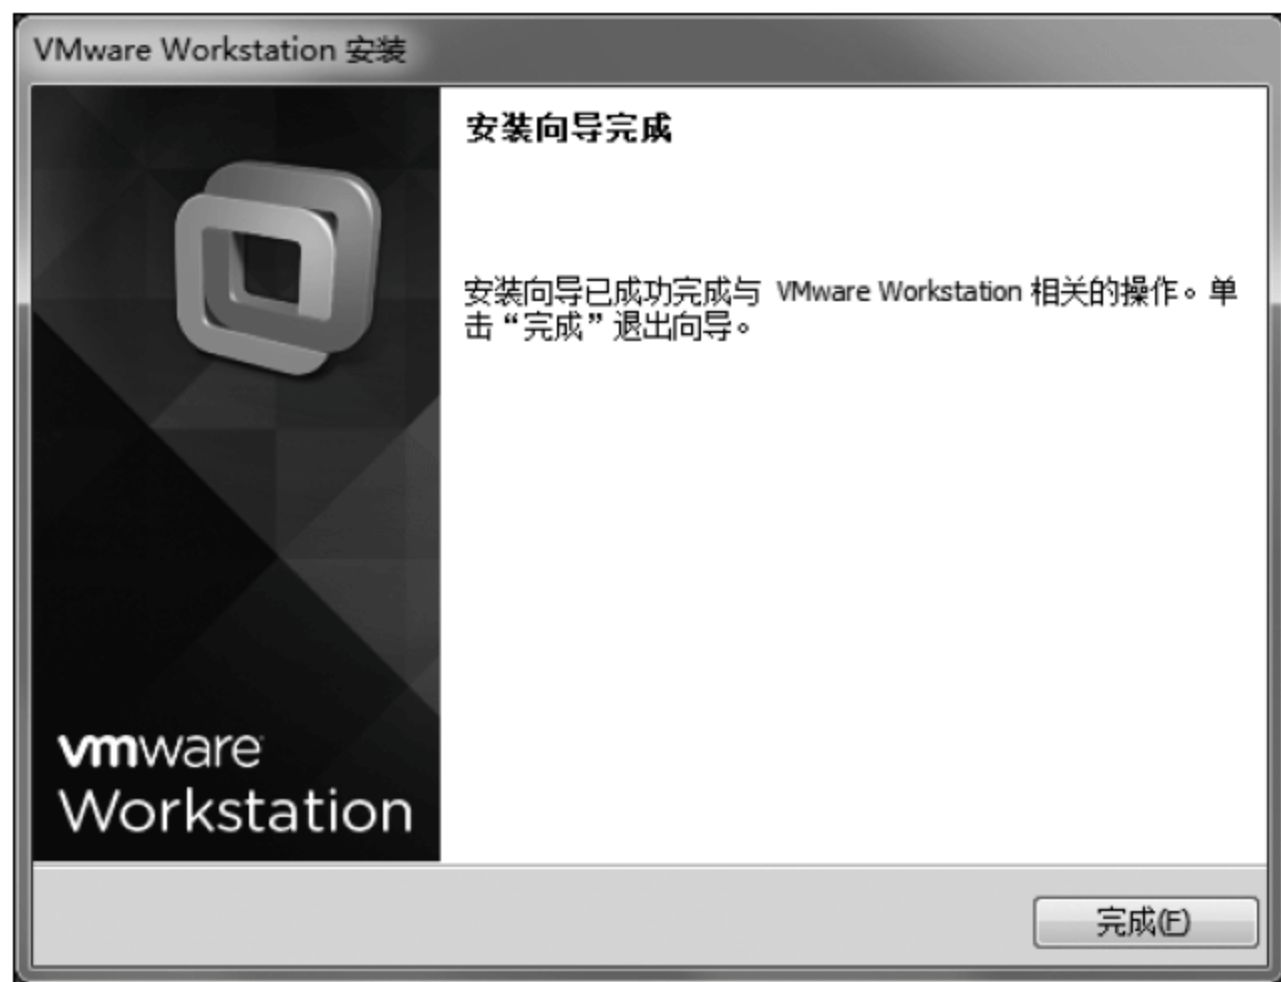 VMware Workstation 安装
安装向导完成
安装向导已成功完成与 VMware Workstation 相关的操作。单
击“完成”退出向导。
vmware
Workstation
完成(F)